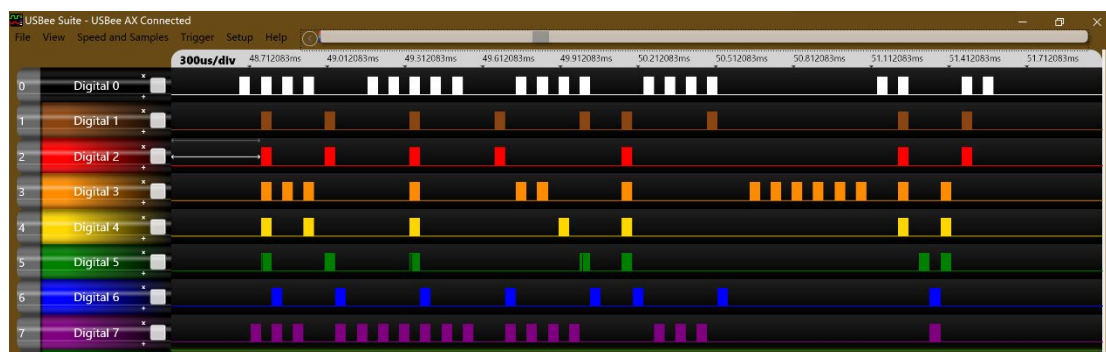 USBee Suite - USBee AX Connected
File View Speed and Samples Trigger Setup Help
300us/div 48.712083ms 49.012083ms 49.312083ms 49.612083ms 49.912083ms 50.212083ms 50.512083ms 50.812083ms 51.112083ms 51.412083ms 51.712083ms
0 Digital 0 x +
1 Digital 1 x +
2 Digital 2 x +
3 Digital 3 x +
4 Digital 4 x +
5 Digital 5 x +
6 Digital 6 x +
7 Digital 7 x +